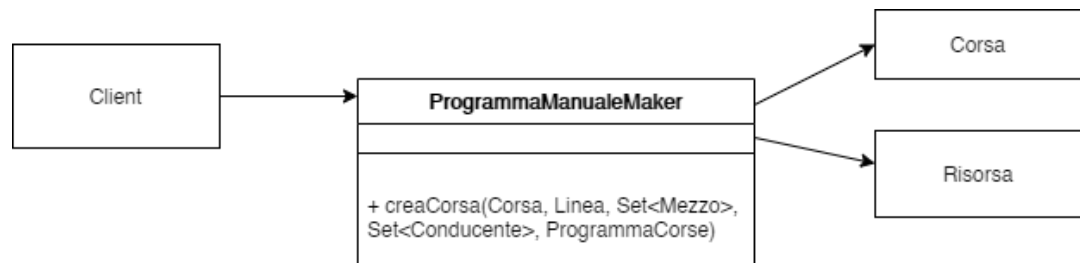 Client
ProgrammaManualeMaker
+ creaCorsa(Corsa, Linea, Set<Mezzo>,
Set<Conducente>, ProgrammaCorse)
Corsa
Risorsa